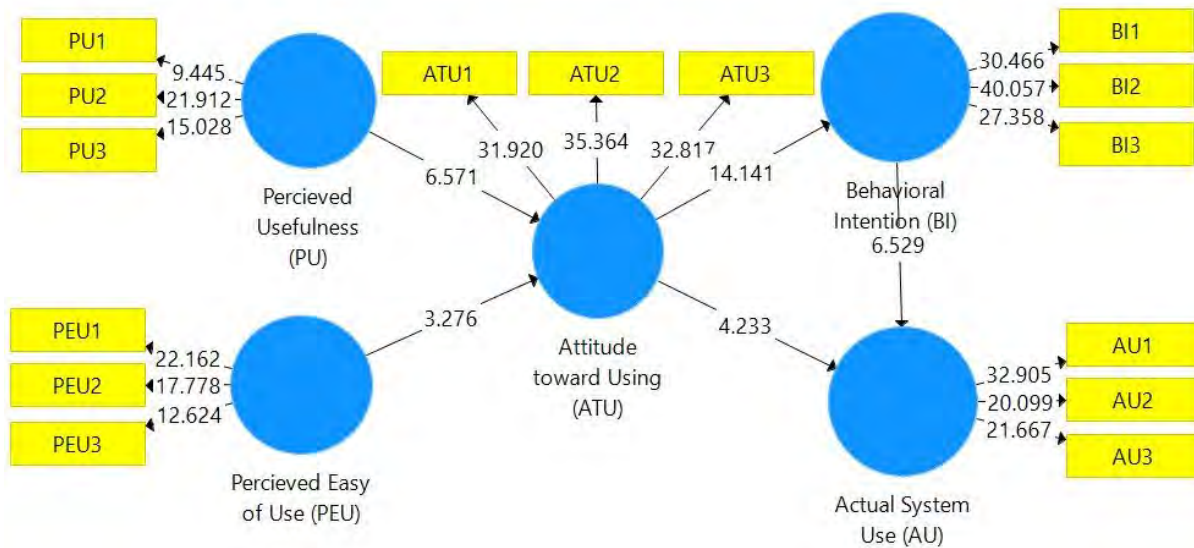 PU1
PU2
PU3
9.445
21.912
15.028
Percieved
Usefulness
(PU)
ATU1
ATU2
ATU3
31.920
35.364
32.817
6.571
14.141
BI1
BI2
BI3
30.466
40.057
27.358
Behavioral
Intention (BI)
6.529
PEU1
PEU2
PEU3
22.162
17.778
12.624
Percieved Easy
of Use (PEU)
3.276
Attitude
toward Using
(ATU)
4.233
AU1
AU2
AU3
32.905
20.099
21.667
Actual System
Use (AU)